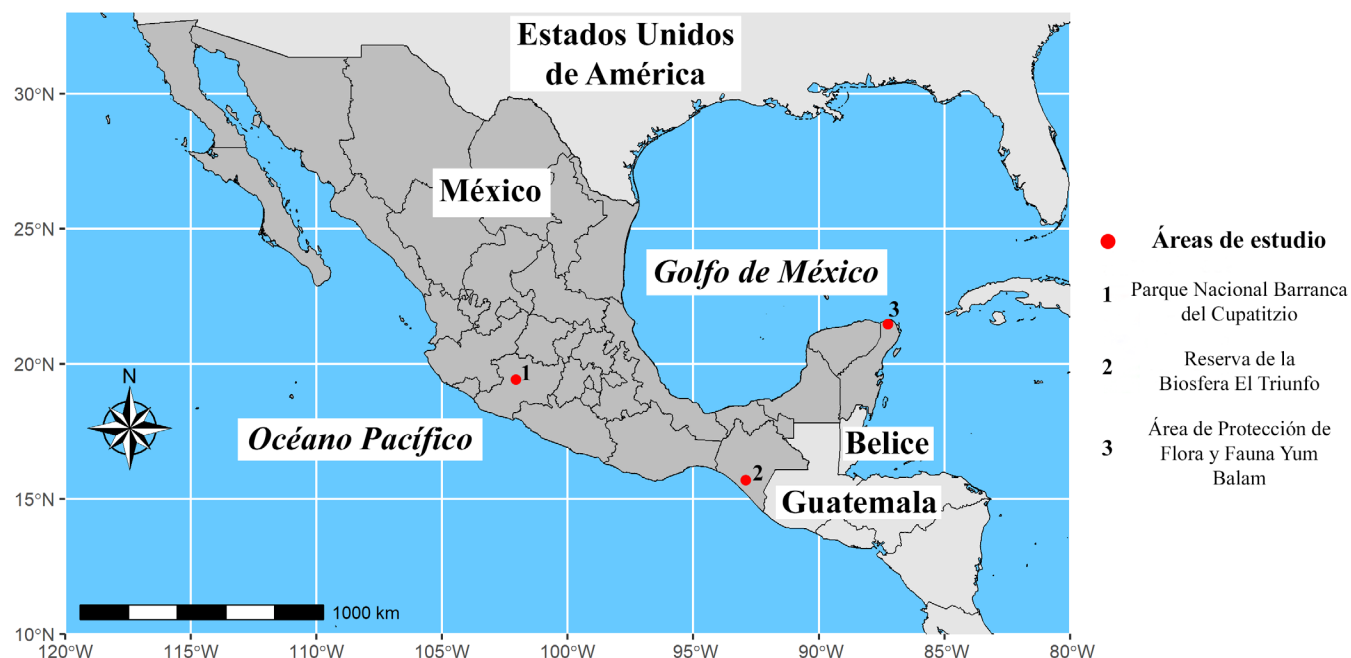 Estados Unidos
de América
30°N
México
25°N
Golfo de México
3
20°N
1
N
Océano Pacífico
Belice
2
15°N
Guatemala
1000 km
10°N
120°W
115°W
110°W
105°W
100°W
95°W
90°W
85°W
80°W
Áreas de estudio
1 Parque Nacional Barranca
del Cupatitzio
2 Reserva de la
Biosfera El Triunfo
3 Área de Protección de
Flora y Fauna Yum
Balam